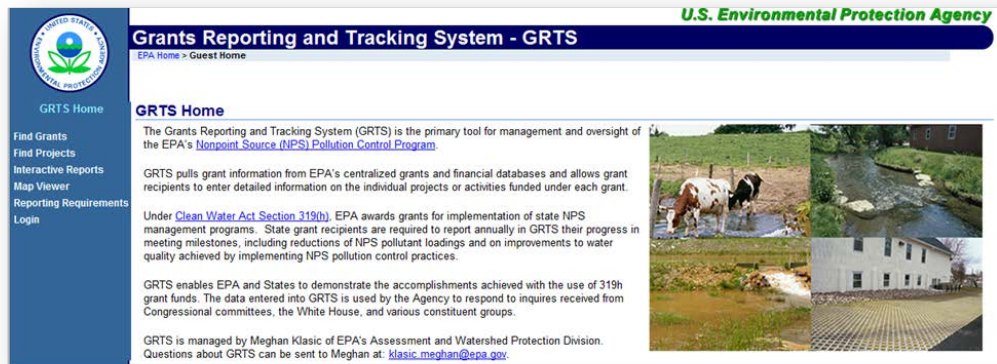 U.S. Environmental Protection Agency
UNITED STATES
ENVIRONMENTAL PROTECTION AGENCY
Grants Reporting and Tracking System - GRTS
EPA Home > Guest Home
GRTS Home
Find Grants
Find Projects
Interactive Reports
Map Viewer
Reporting Requirements
Login
GRTS Home
The Grants Reporting and Tracking System (GRTS) is the primary tool for management and oversight of
the EPA's Nonpoint Source (NPS) Pollution Control Program.
GRTS pulls grant information from EPA's centralized grants and financial databases and allows grant
recipients to enter detailed information on the individual projects or activities funded under each grant.
Under Clean Water Act Section 319(h), EPA awards grants for implementation of state NPS
management programs. State grant recipients are required to report annually in GRTS their progress in
meeting milestones, including reductions of NPS pollutant loadings and on improvements to water
quality achieved by implementing NPS pollution control practices.
GRTS enables EPA and States to demonstrate the accomplishments achieved with the use of 319h
grant funds. The data entered into GRTS is used by the Agency to respond to inquires received from
Congressional committees, the White House, and various constituent groups.
GRTS is managed by Meghan Klasic of EPA's Assessment and Watershed Protection Division.
Questions about GRTS can be sent to Meghan at: klasic.meghan@epa.gov.